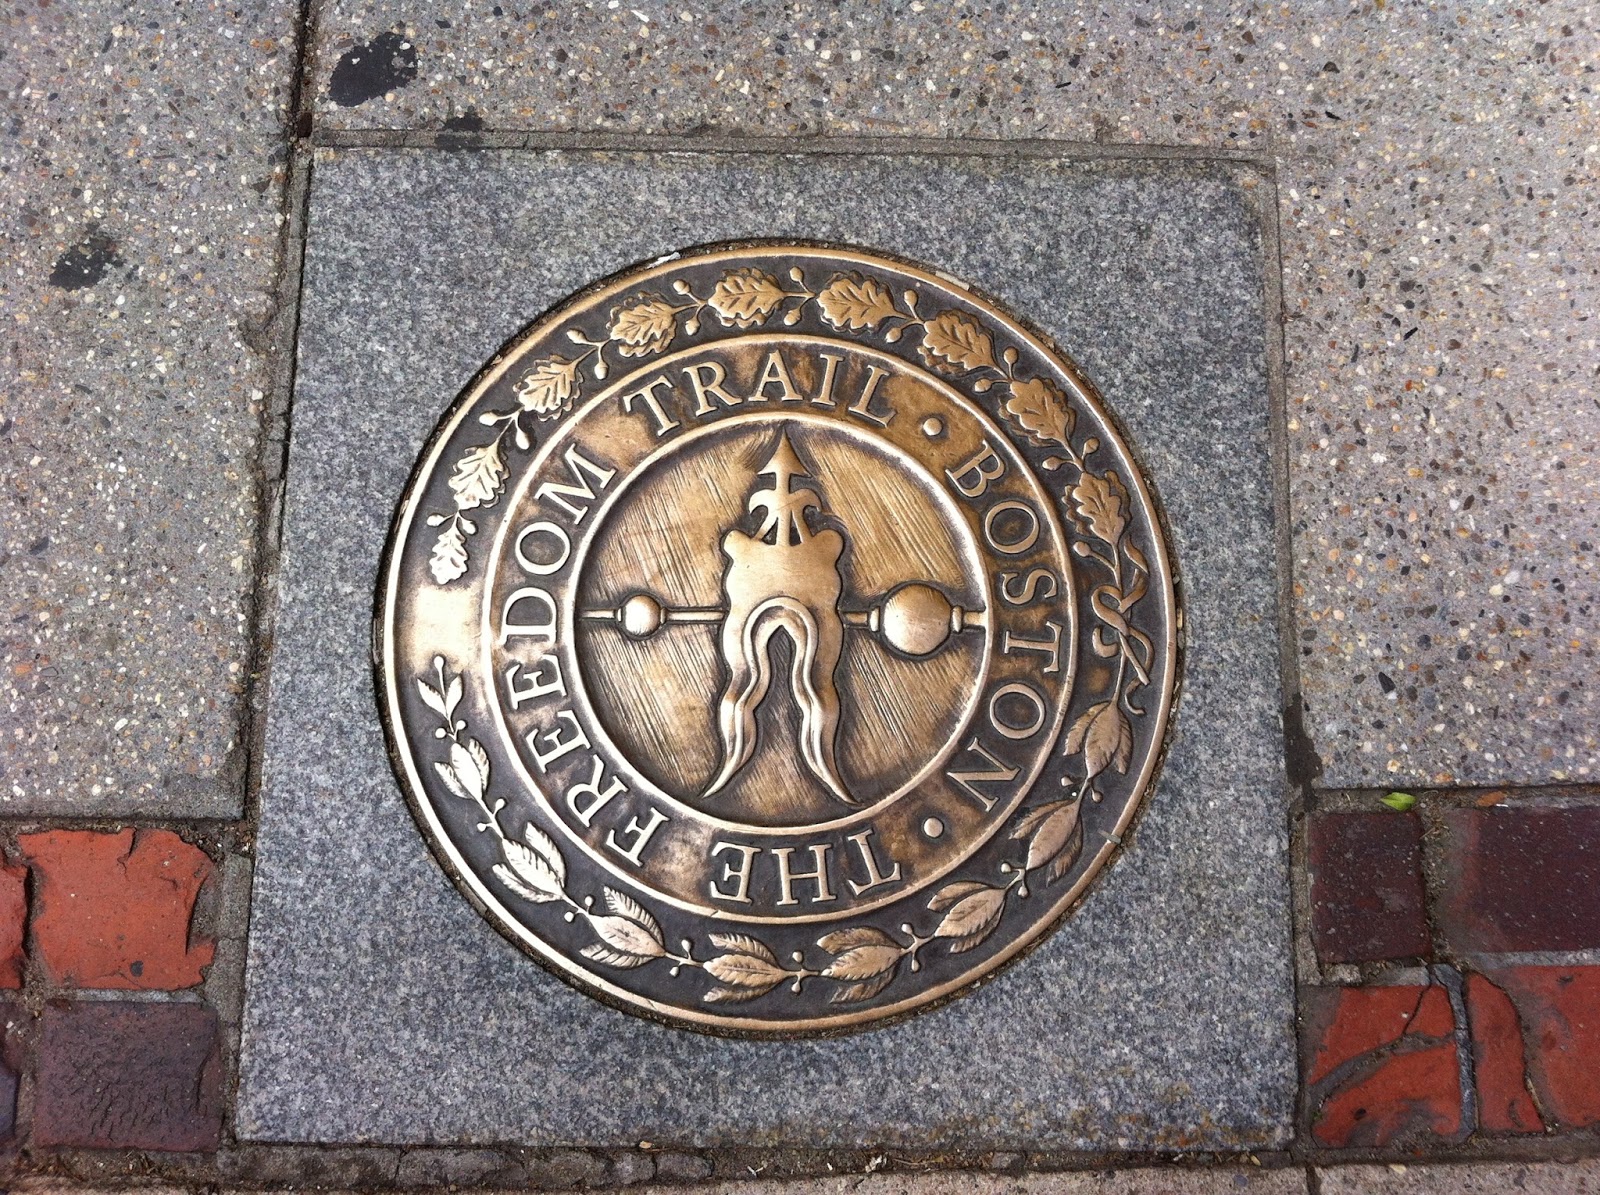 THE FREEDOM TRAIL · BOSTON ·